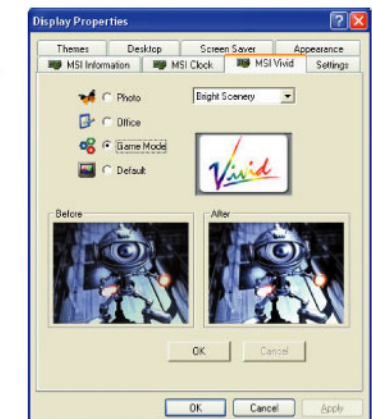 Display Properties
Themes Desktop Screen Saver Appearance
MSI Information MSI Clock MSI Vivid Settings
Photo Bright Scenery
Office
Game Mode
Default
Vivid
Before After
OK Cancel
OK Cancel Apply